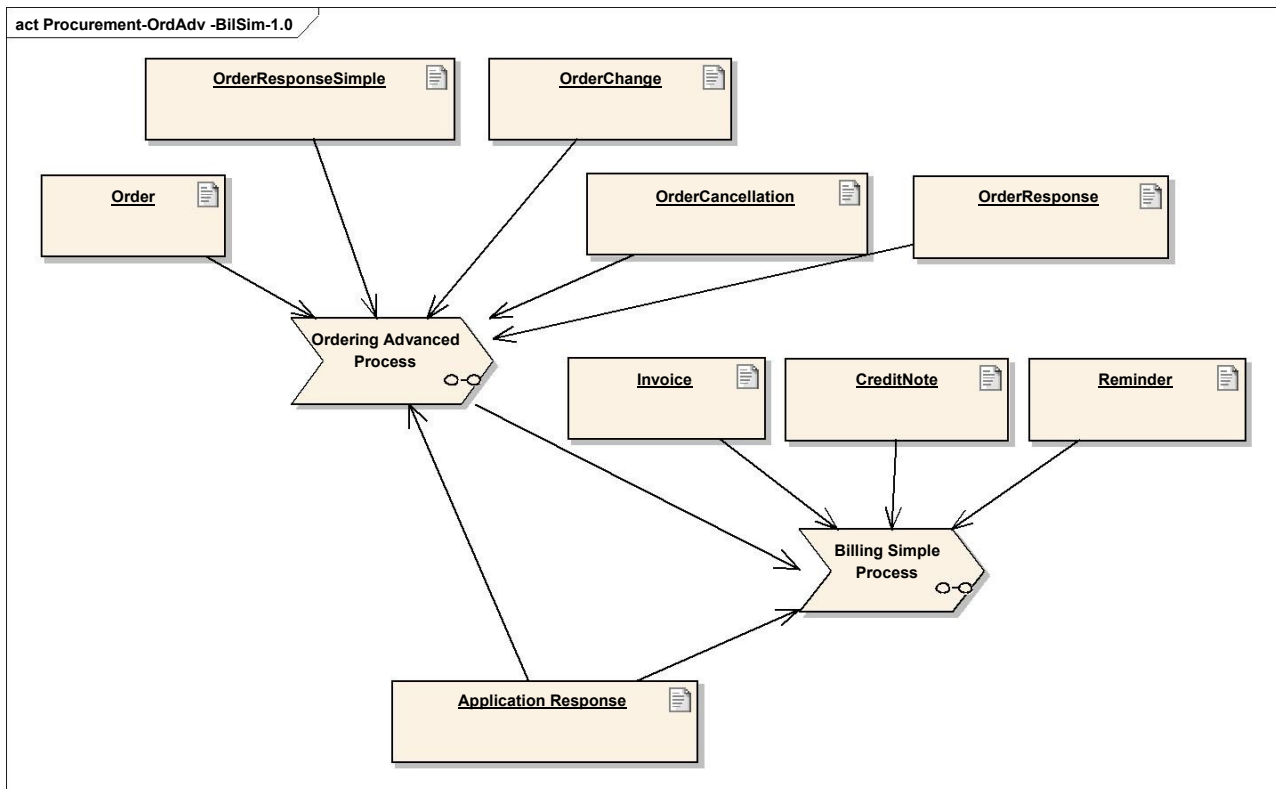 act Procurement-OrdAdv -BilSim-1.0
OrderResponseSimple
OrderChange
Order
OrderCancellation
OrderResponse
Ordering Advanced
Process
Invoice
CreditNote
Reminder
Billing Simple
Process
Application Response